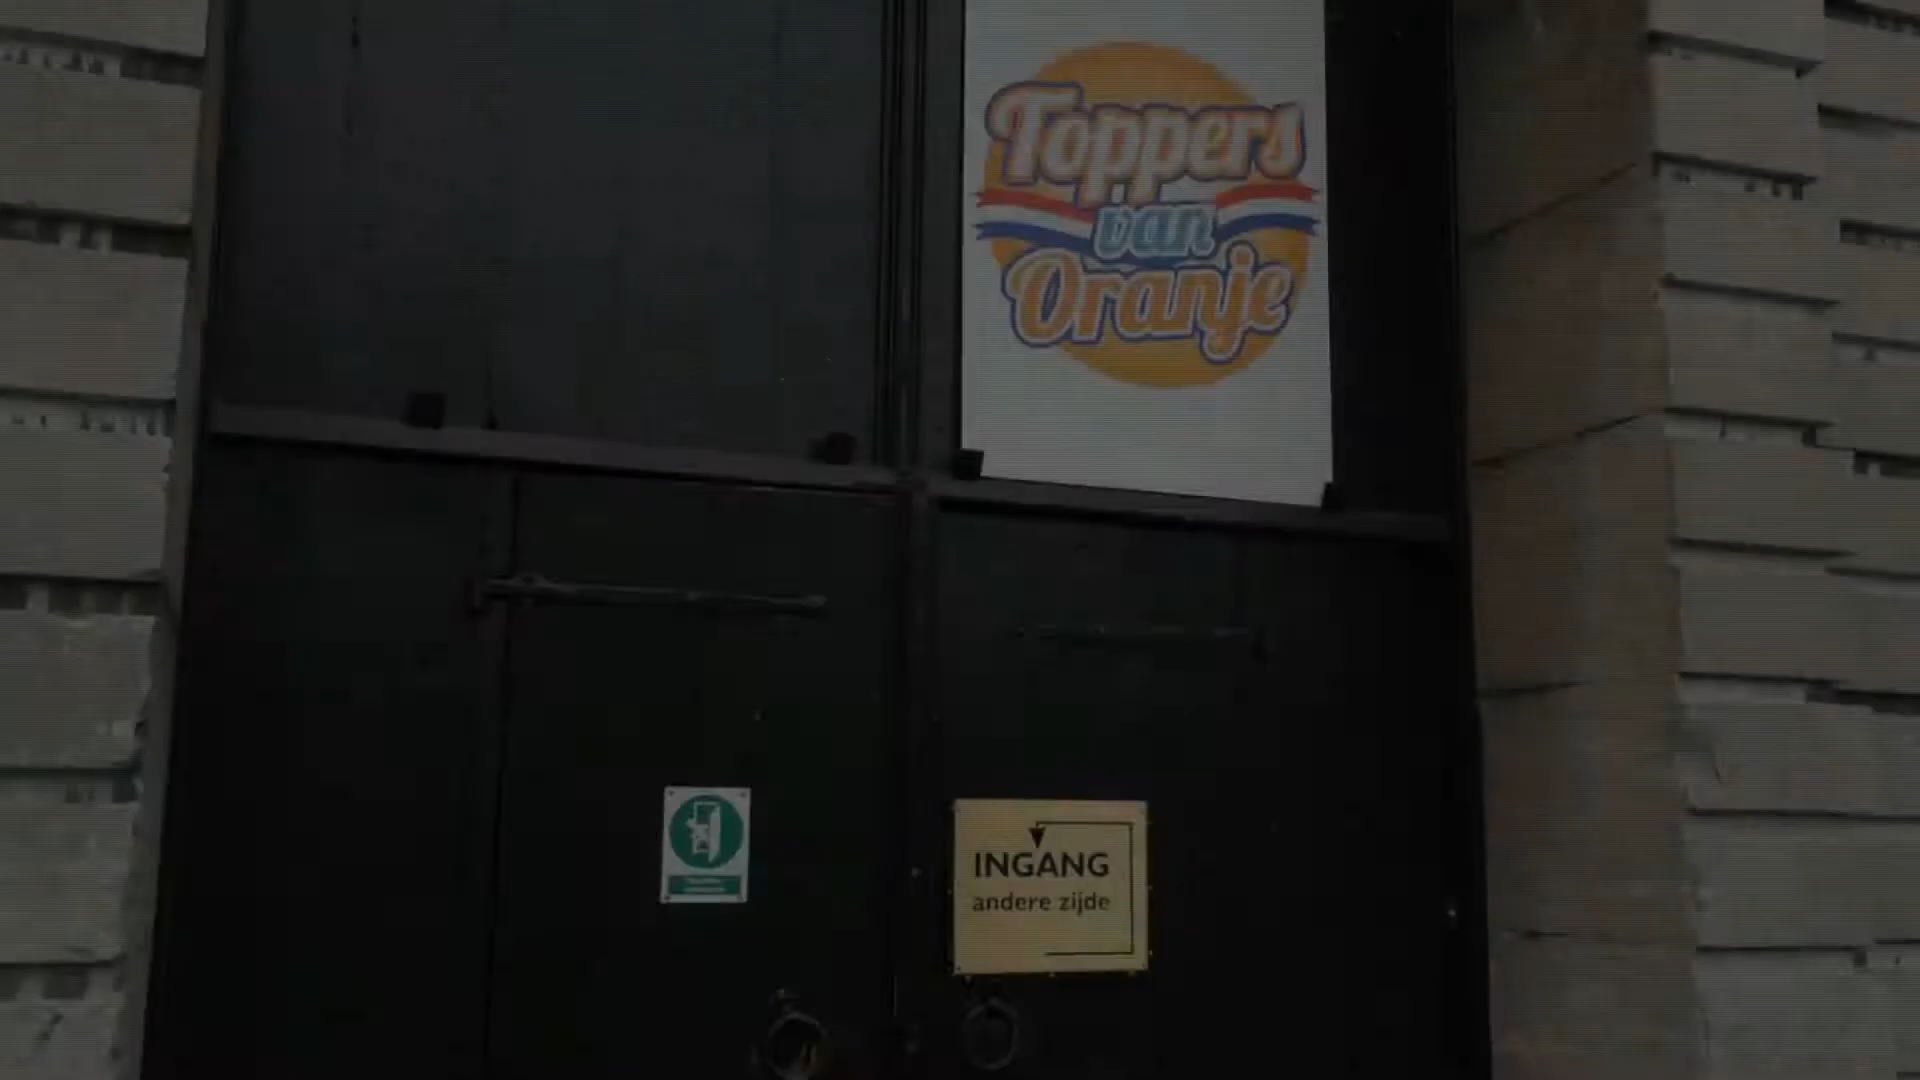 Toppers
van
Oranje
INGANG
andere zijde